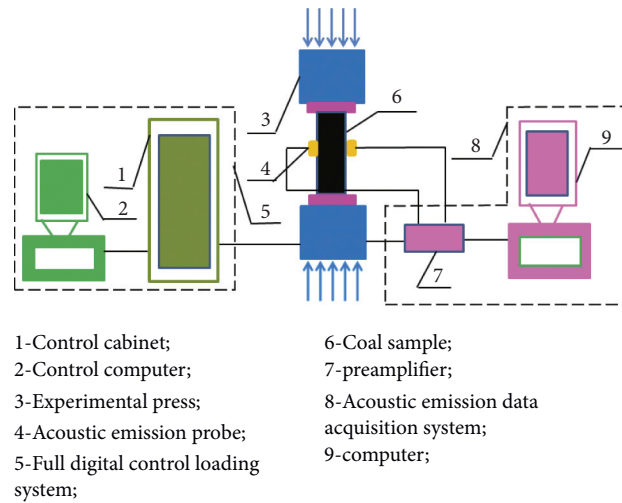 1
2
3
4
5
6
7
8
9
1-Control cabinet;
2-Control computer;
3-Experimental press;
4-Acoustic emission probe;
5-Full digital control loading
system;
6-Coal sample;
7-preamplifier;
8-Acoustic emission data
acquisition system;
9-computer;